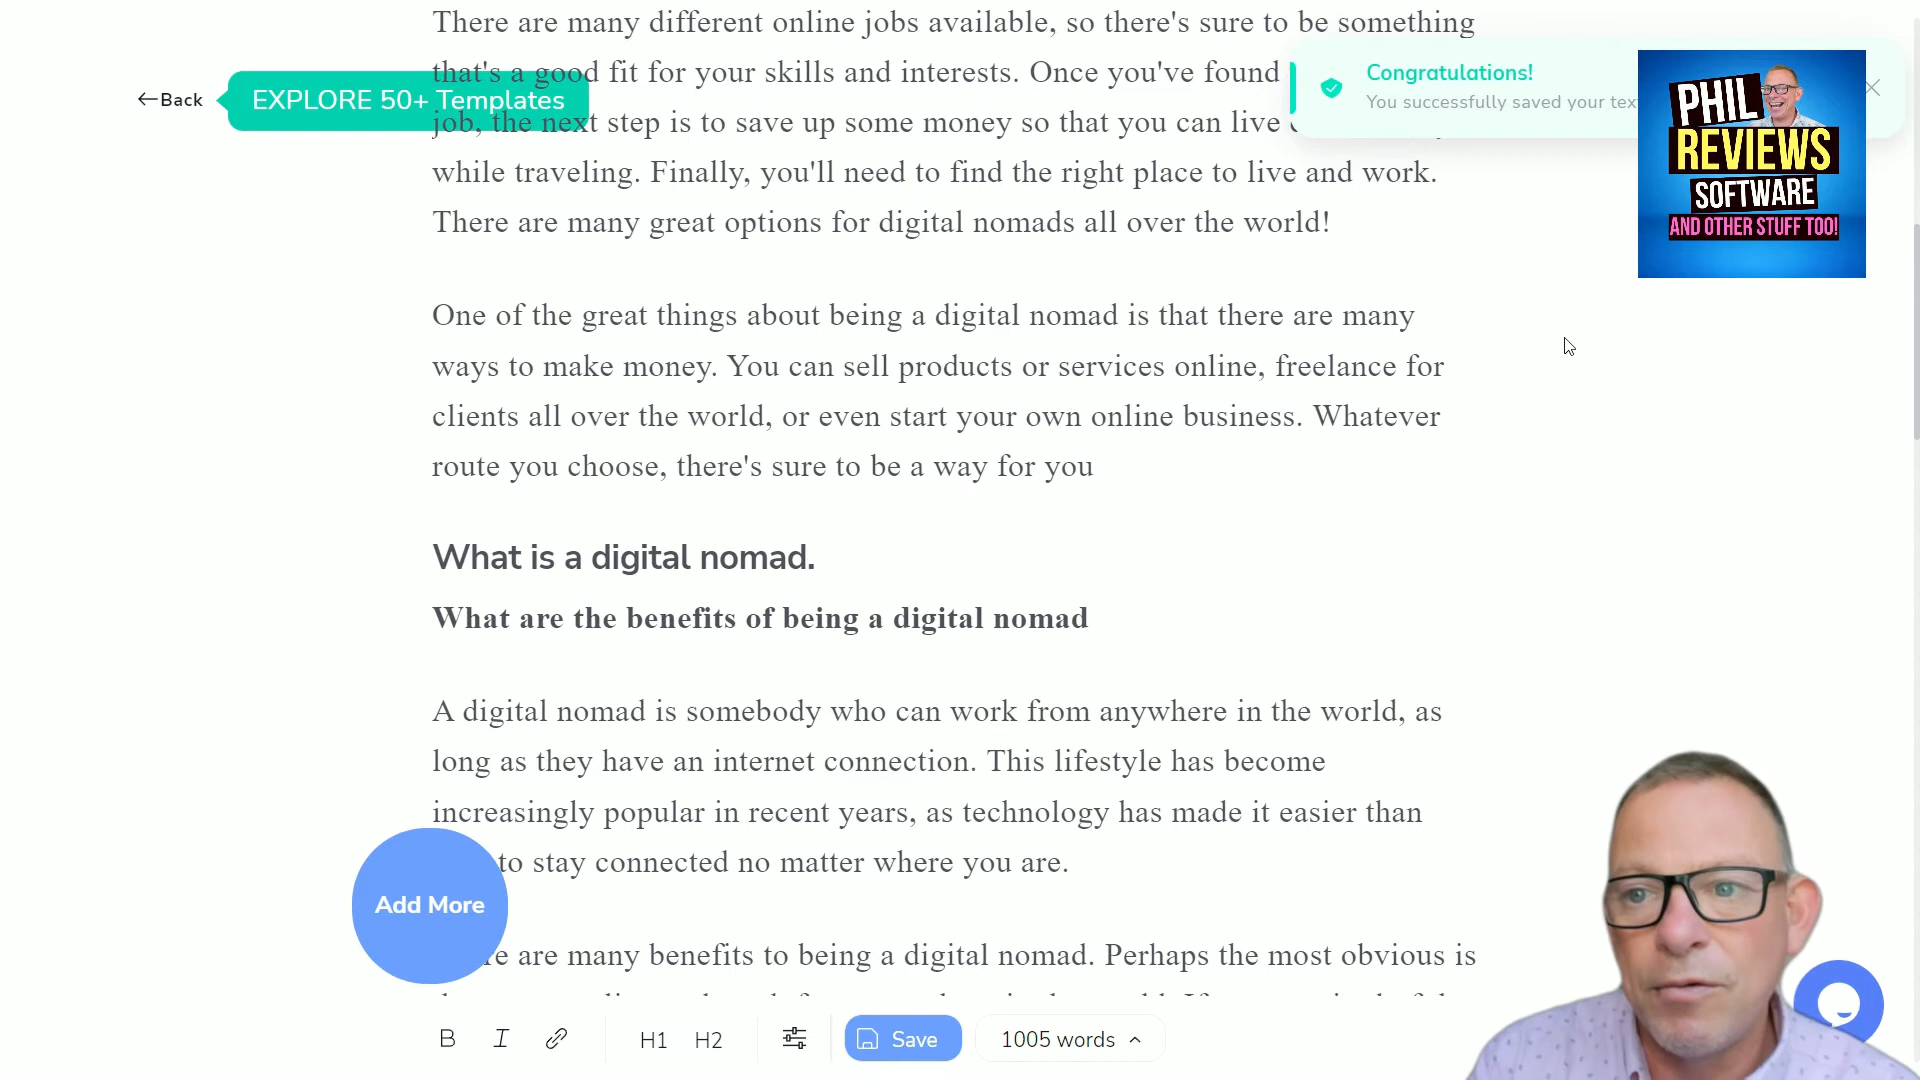 There are many different online jobs available, so there's sure to be something
that's a good fit for your skills and interests. Once you've found
job, the next step is to save up some money so that you can live
while traveling. Finally, you'll need to find the right place to live and work.
There are many great options for digital nomads all over the world!
Back
EXPLORE 50+ Templates
Congratulations!
You successfully saved your text
PHIL
REVIEWS
SOFTWARE
AND OTHER STUFF TOO!
One of the great things about being a digital nomad is that there are many
ways to make money. You can sell products or services online, freelance for
clients all over the world, or even start your own online business. Whatever
route you choose, there's sure to be a way for you
What is a digital nomad.
What are the benefits of being a digital nomad
A digital nomad is somebody who can work from anywhere in the world, as
long as they have an internet connection. This lifestyle has become
increasingly popular in recent years, as technology has made it easier than
to stay connected no matter where you are.
Add More
are many benefits to being a digital nomad. Perhaps the most obvious is
B I H1 H2 Save 1005 words